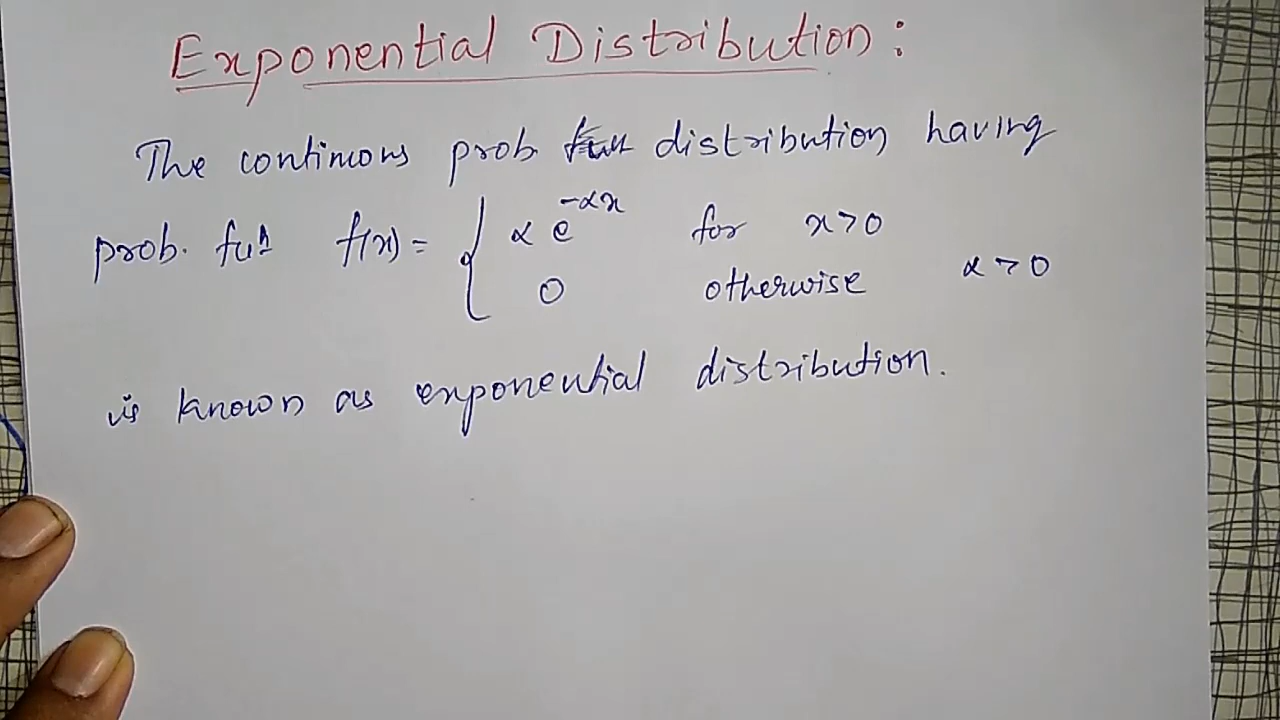 Exponential Distribution :
The continuous prob distribution having
prob. fun f(x) = { α e^{-αx} for x>0
0 otherwise α>0
is known as exponential distribution.